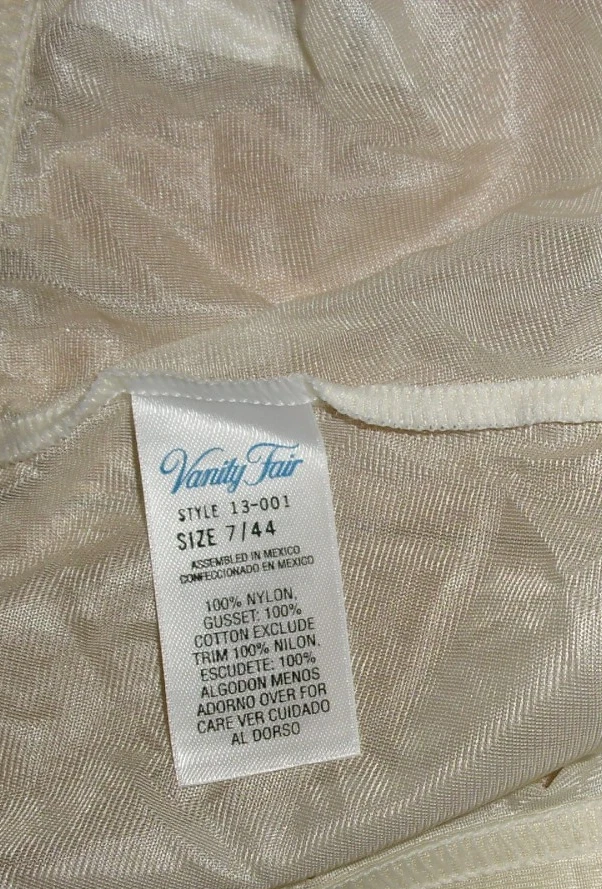 Vanity Fair
STYLE 13-001
SIZE 7/44
ASSEMBLED IN MEXICO
CONFECCIONADO EN MEXICO
100% NYLON.
GUSSET: 100%
COTTON EXCLUDE
TRIM 100% NILON.
ESCUDETE: 100%
ALGODON MENOS
ADORNO OVER FOR
CARE VER CUIDADO
AL DORSO